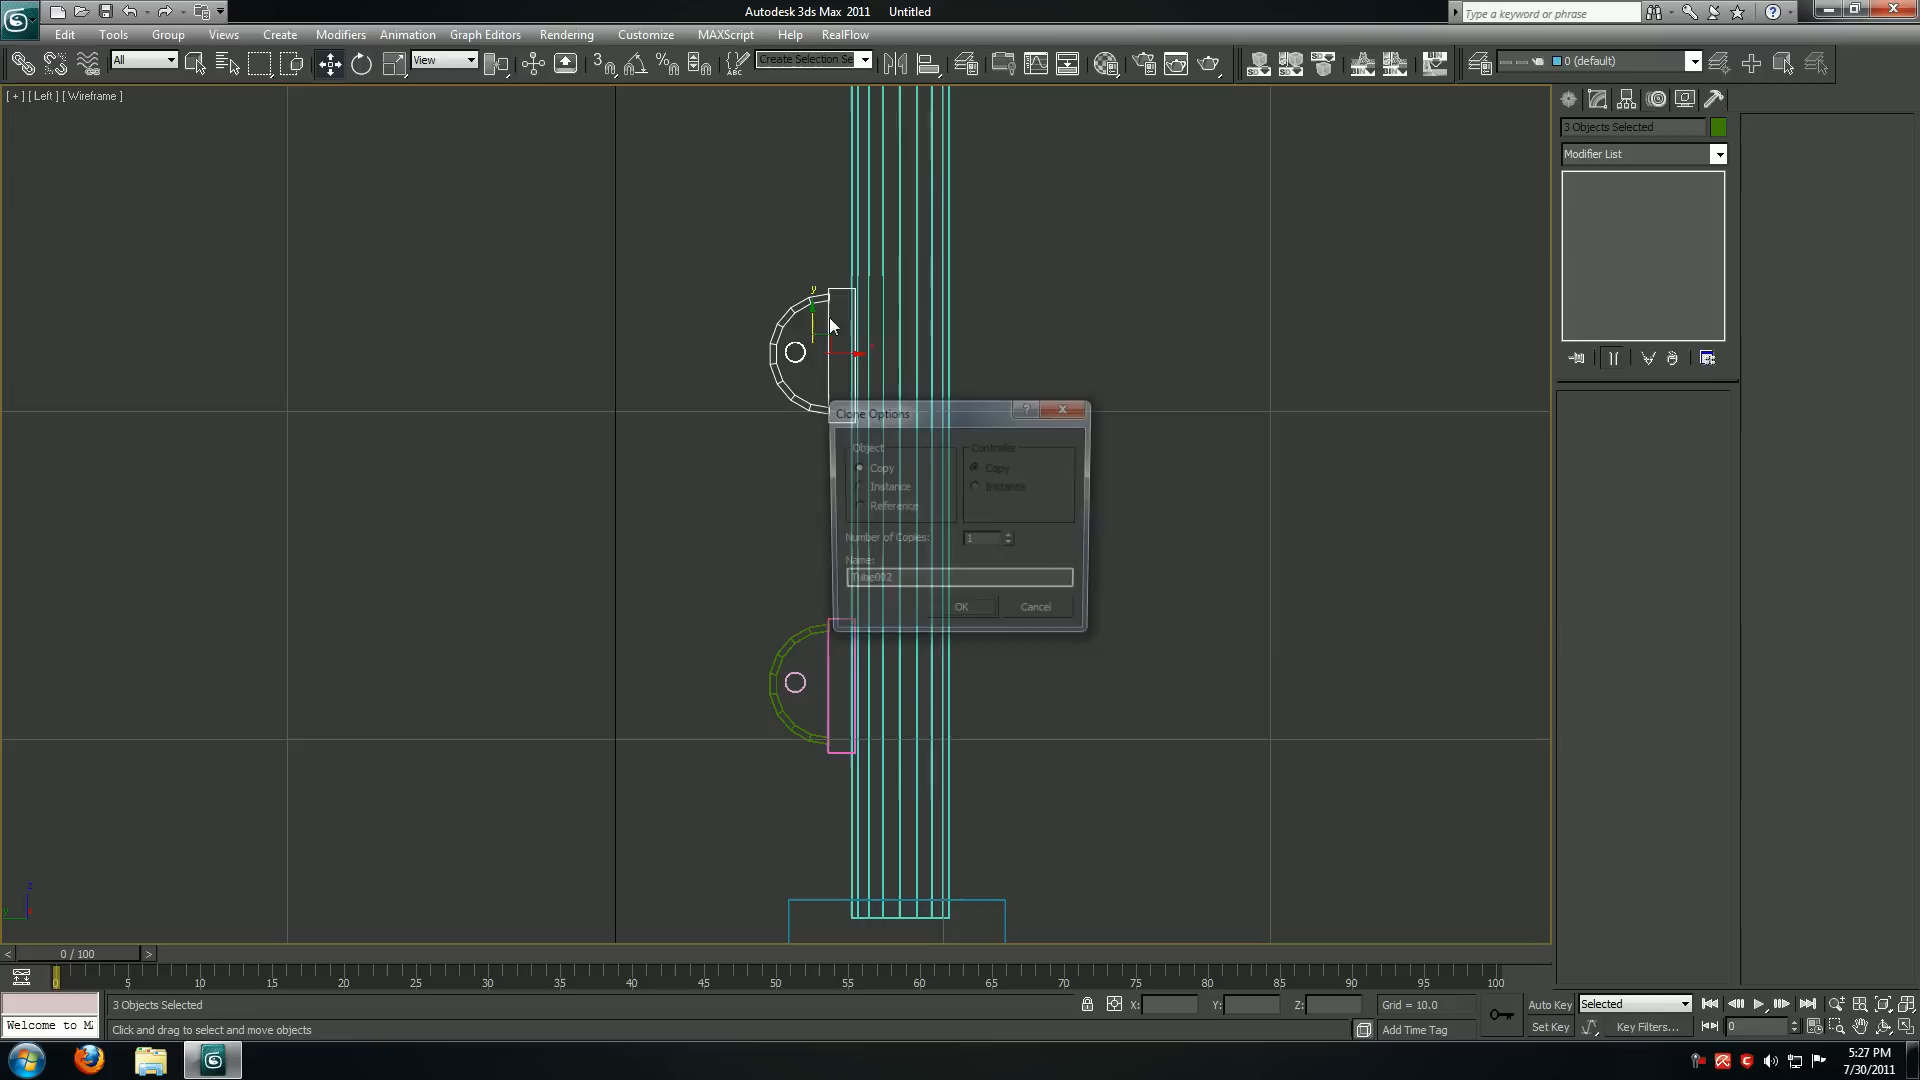 Autodesk 3ds Max 2011 Untitled
Type a keyword or phrase
Edit Tools Group Views Create Modifiers Animation Graph Editors Rendering Customize MAXScript Help RealFlow
All View Create Selection Se 0 (default)
[ + ] [ Left ] [ Wireframe ]
3 Objects Selected
Modifier List
y
Clone Options
Object Controller
Copy Copy
Instance Instance
Reference
Number of Copies: 1
Name:
Tube002
OK Cancel
z
y
< 0 / 100 >
0 5 10 15 20 25 30 35 40 45 50 55 60 65 70 75 80 85 90 95 100
3 Objects Selected X: Y: Z: Grid = 10.0 Auto Key Selected
Welcome to M Click and drag to select and move objects Add Time Tag Set Key Key Filters... 0
5:27 PM
7/30/2011